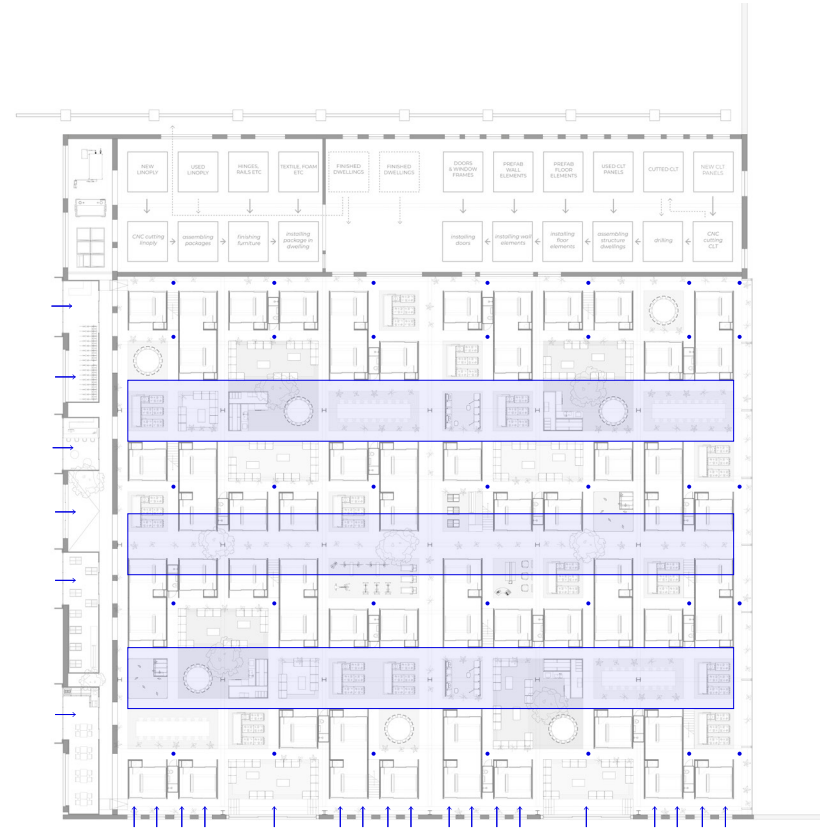 NEW
LINOPLY
USED
LINOPLY
HINGES,
RAILS ETC
TEXTILE, FOAM
ETC
FINISHED
DWELLINGS
FINISHED
DWELLINGS
DOORS
& WINDOW
FRAMES
PREFAB
WALL
ELEMENTS
PREFAB
FLOOR
ELEMENTS
USED CLT
PANELS
CUTTED CLT
NEW CLT
PANELS
CNC cutting
linoply
assembling
packages
finishing
furniture
installing
package in
dwelling
installing
doors
installing wall
elements
installing
floor
elements
assembling
structure
dwellings
drilling
CNC
cutting
CLT